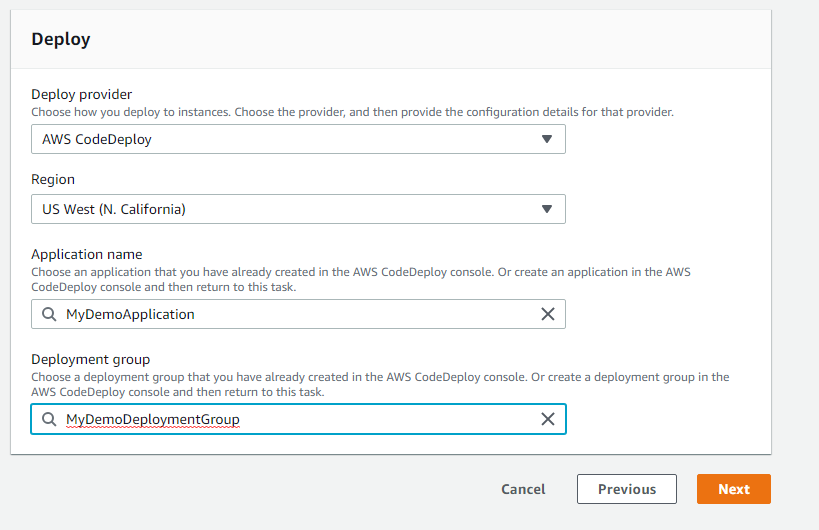 Deploy
Deploy provider
Choose how you deploy to instances. Choose the provider, and then provide the configuration details for that provider.
AWS CodeDeploy
Region
US West (N. California)
Application name
Choose an application that you have already created in the AWS CodeDeploy console. Or create an application in the AWS
CodeDeploy console and then return to this task.
MyDemoApplication
Deployment group
Choose a deployment group that you have already created in the AWS CodeDeploy console. Or create a deployment group in the
AWS CodeDeploy console and then return to this task.
MyDemoDeploymentGroup
Cancel Previous Next